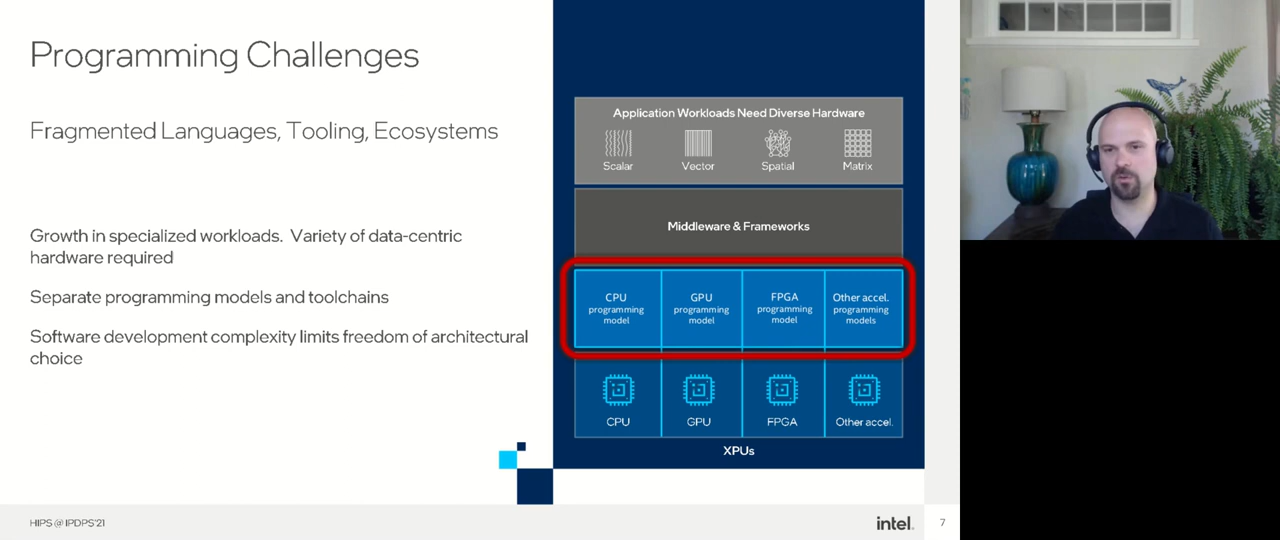 Programming Challenges
Fragmented Languages, Tooling, Ecosystems
Growth in specialized workloads. Variety of data-centric
hardware required
Separate programming models and toolchains
Software development complexity limits freedom of architectural
choice
Application Workloads Need Diverse Hardware
Scalar
Vector
Spatial
Matrix
Middleware & Frameworks
CPU
programming
model
GPU
programming
model
FPGA
programming
model
Other accel.
programming
models
CPU
GPU
FPGA
Other accel.
XPUs
HIPS @ IPDPS'21
intel.
7